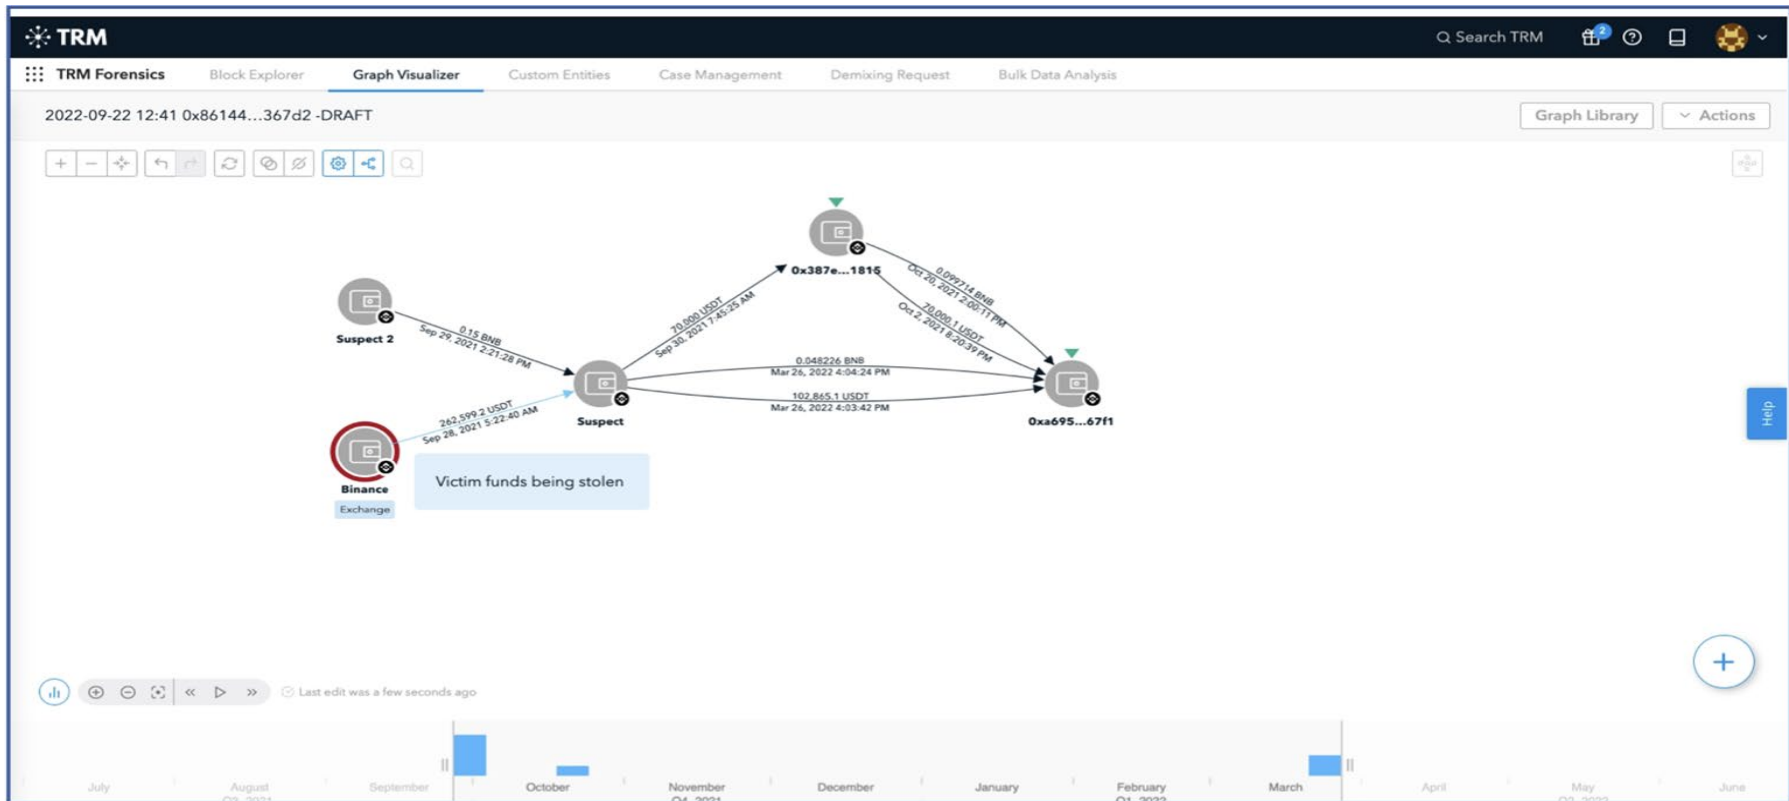 TRM
Search TRM
2
TRM Forensics
Block Explorer
Graph Visualizer
Custom Entities
Case Management
Demixing Request
Bulk Data Analysis
2022-09-22 12:41 0x86144...367d2 -DRAFT
Graph Library
Actions
0x387e...1815
0.099714 BNB
Oct 20, 2021 2:00:11 PM
70,000 USDT
Sep 30, 2021 7:45:25 AM
70,000.1 USDT
Oct 2, 2021 8:20:39 PM
Suspect 2
0.15 BNB
Sep 29, 2021 2:21:28 PM
0.048226 BNB
Mar 26, 2022 4:04:24 PM
102,865.1 USDT
Mar 26, 2022 4:03:42 PM
262,599.2 USDT
Sep 28, 2021 5:22:40 AM
Suspect
0xa695...67f1
Help
Victim funds being stolen
Binance
Exchange
Last edit was a few seconds ago
July
August
September
October
November
December
January
February
March
April
May
June